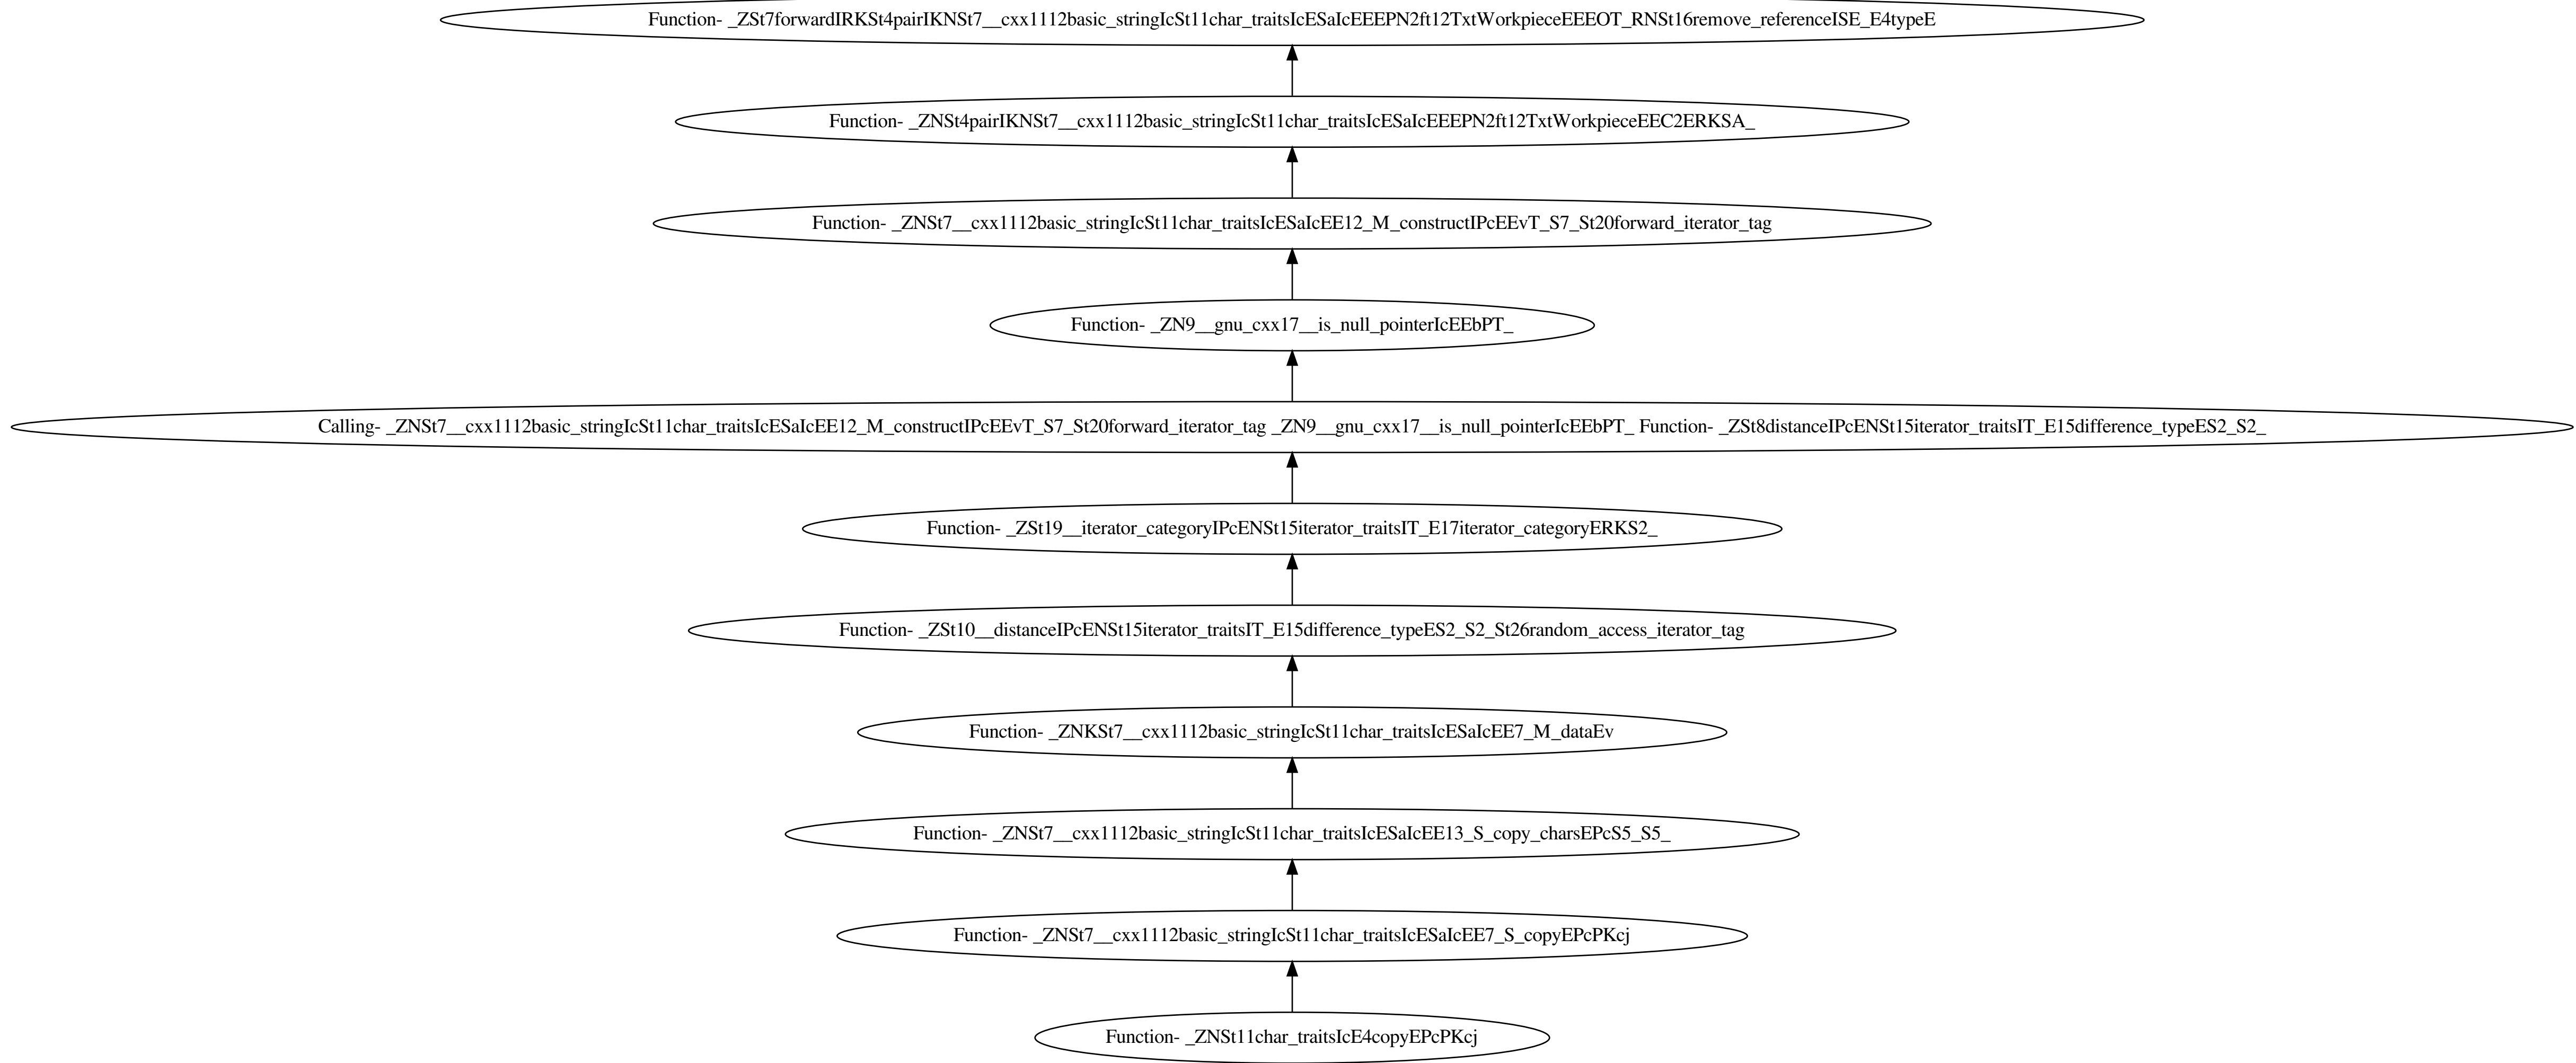 Function- _ZSt7forwardIRKSt4pairIKNSt7__cxx1112basic_stringIcSt11char_traitsIcESaIcEEEPN2ft12TxtWorkpieceEEEOT_RNSt16remove_referenceISE_E4typeE
Function- _ZNSt4pairIKNSt7__cxx1112basic_stringIcSt11char_traitsIcESaIcEEEPN2ft12TxtWorkpieceEEC2ERKSA_
Function- _ZNSt7__cxx1112basic_stringIcSt11char_traitsIcESaIcEE12_M_constructIPcEEvT_S7_St20forward_iterator_tag
Function- _ZN9__gnu_cxx17__is_null_pointerIcEEbPT_
Calling- _ZNSt7__cxx1112basic_stringIcSt11char_traitsIcESaIcEE12_M_constructIPcEEvT_S7_St20forward_iterator_tag _ZN9__gnu_cxx17__is_null_pointerIcEEbPT_ Function- _ZSt8distanceIPcENSt15iterator_traitsIT_E15difference_typeES2_S2_
Function- _ZSt19__iterator_categoryIPcENSt15iterator_traitsIT_E17iterator_categoryERKS2_
Function- _ZSt10__distanceIPcENSt15iterator_traitsIT_E15difference_typeES2_S2_St26random_access_iterator_tag
Function- _ZNKSt7__cxx1112basic_stringIcSt11char_traitsIcESaIcEE7_M_dataEv
Function- _ZNSt7__cxx1112basic_stringIcSt11char_traitsIcESaIcEE13_S_copy_charsEPcS5_S5_
Function- _ZNSt7__cxx1112basic_stringIcSt11char_traitsIcESaIcEE7_S_copyEPcPKcj
Function- _ZNSt11char_traitsIcE4copyEPcPKcj